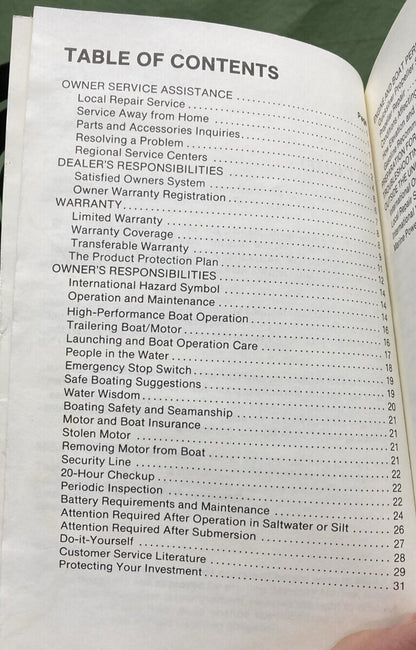 TABLE OF CONTENTS
OWNER SERVICE ASSISTANCE
Local Repair Service
Service Away from Home
Parts and Accessories Inquiries
Resolving a Problem
Regional Service Centers
DEALER'S RESPONSIBILITIES
Satisfied Owners System
Owner Warranty Registration
WARRANTY
Limited Warranty
Warranty Coverage 9
Transferable Warranty 11
The Product Protection Plan 12
OWNER'S RESPONSIBILITIES 14
International Hazard Symbol 14
Operation and Maintenance 14
High-Performance Boat Operation 16
Trailering Boat/Motor 16
Launching and Boat Operation Care 17
People in the Water 18
Emergency Stop Switch 19
Safe Boating Suggestions 19
Water Wisdom 20
Boating Safety and Seamanship 21
Motor and Boat Insurance 21
Stolen Motor 21
Removing Motor from Boat 21
Security Line 22
20-Hour Checkup 22
Periodic Inspection 22
Battery Requirements and Maintenance 24
Attention Required After Operation in Saltwater or Silt 26
Attention Required After Submersion 27
Do-it-Yourself 28
Customer Service Literature 29
Protecting Your Investment 31